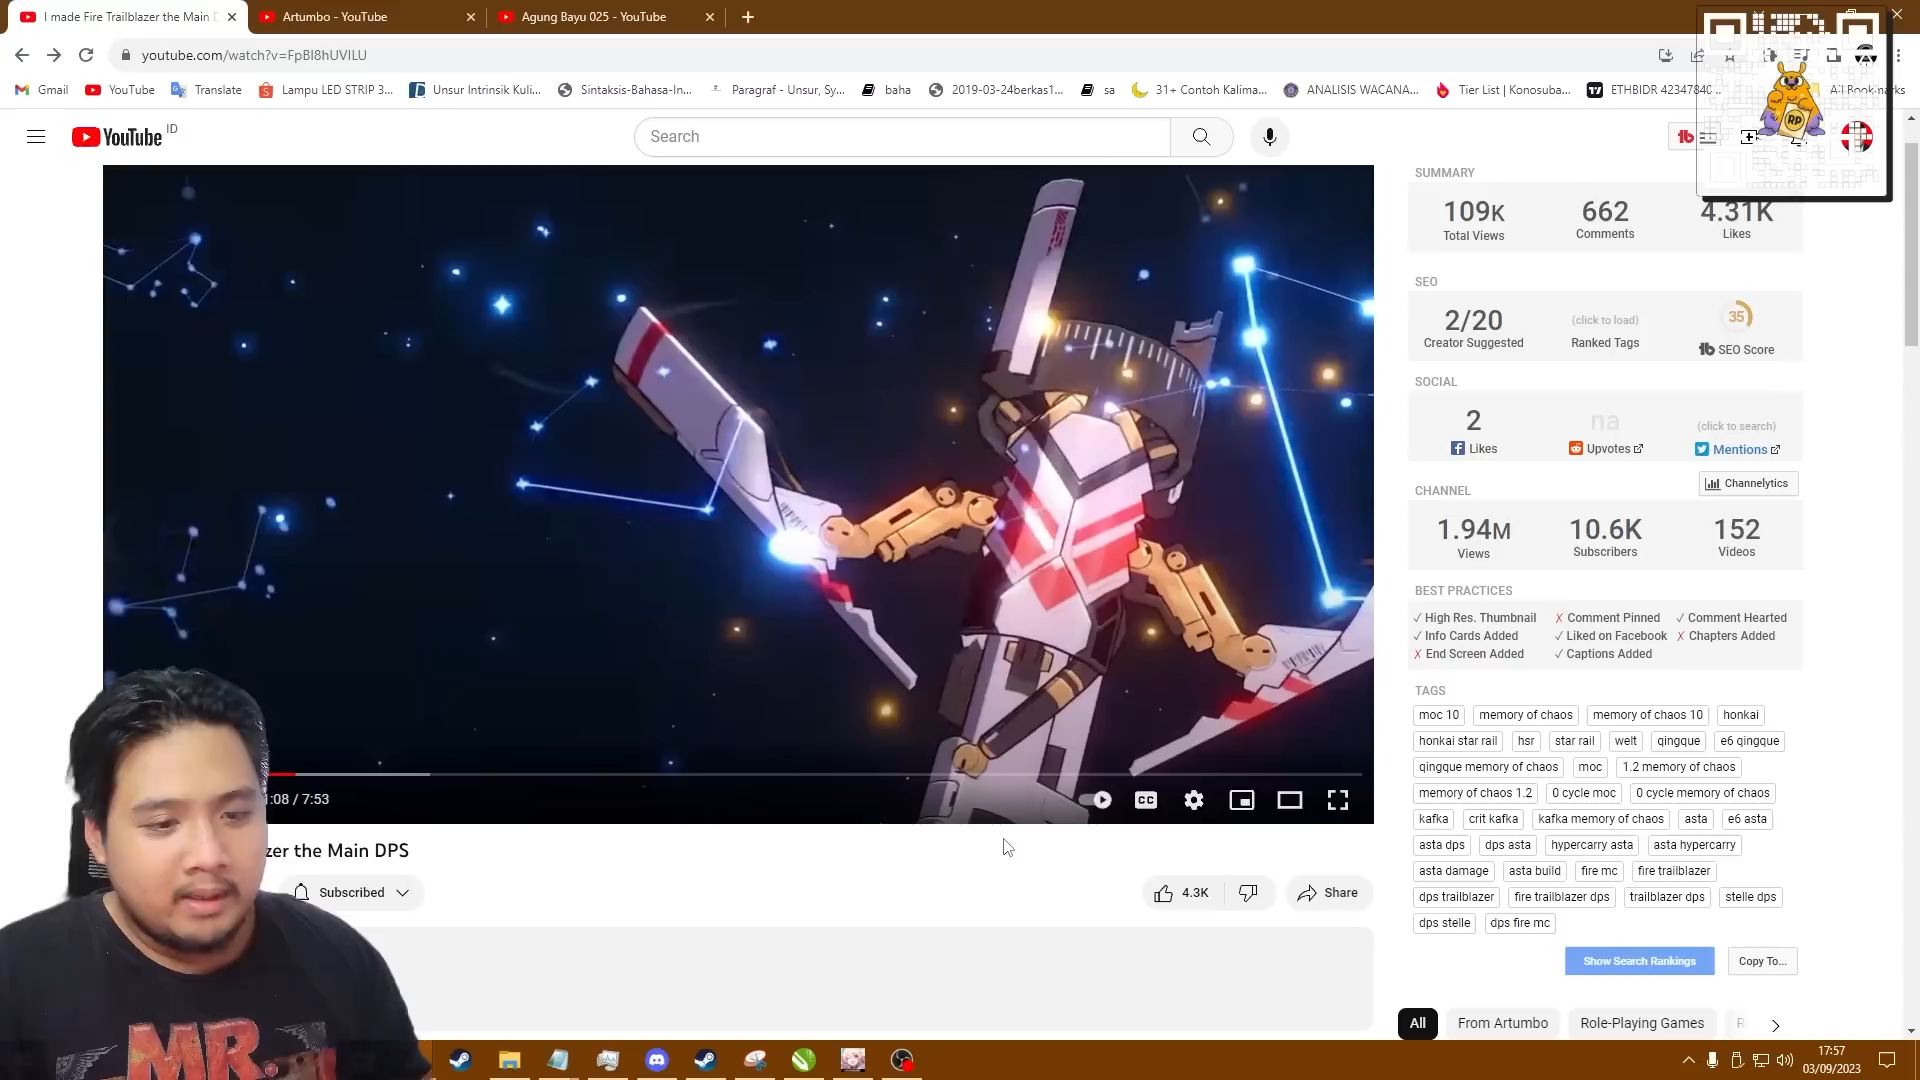 I made Fire Trailblazer the Main D
Artumbo - YouTube
Agung Bayu 025 - YouTube
youtube.com/watch?v=FpBI8hUVILU
Gmail
YouTube
Translate
Lampu LED STRIP 3...
Unsur Intrinsik Kuli...
Sintaksis-Bahasa-In...
Paragraf - Unsur, Sy...
baha
2019-03-24berkas1...
sa
31+ Contoh Kalima...
ANALISIS WACANA...
Tier List | Konosuba...
ETHBIDR 42347840...
All Bookmarks
YouTube ID
Search
RP
SUMMARY
109K 662 4.31K
Total Views Comments Likes
SEO
2/20 (click to load) 35
Creator Suggested Ranked Tags SEO Score
SOCIAL
2 na (click to search)
Likes Upvotes Mentions
Channelytics
CHANNEL
1.94M 10.6K 152
Views Subscribers Videos
BEST PRACTICES
✓ High Res. Thumbnail ✗ Comment Pinned ✓ Comment Hearted
✓ Info Cards Added ✓ Liked on Facebook ✗ Chapters Added
✗ End Screen Added ✓ Captions Added
TAGS
moc 10 memory of chaos memory of chaos 10 honkai
honkai star rail hsr star rail welt qingque e6 qingque
qingque memory of chaos moc 1.2 memory of chaos
memory of chaos 1.2 0 cycle moc 0 cycle memory of chaos
kafka crit kafka kafka memory of chaos asta e6 asta
asta dps dps asta hypercarry asta asta hypercarry
asta damage asta build fire mc fire trailblazer
dps trailblazer fire trailblazer dps trailblazer dps stelle dps
dps stelle dps fire mc
Show Search Rankings Copy To...
All From Artumbo Role-Playing Games R
:08 / 7:53
CC
zer the Main DPS
Subscribed
4.3K
Share
MR.
17:57
03/09/2023